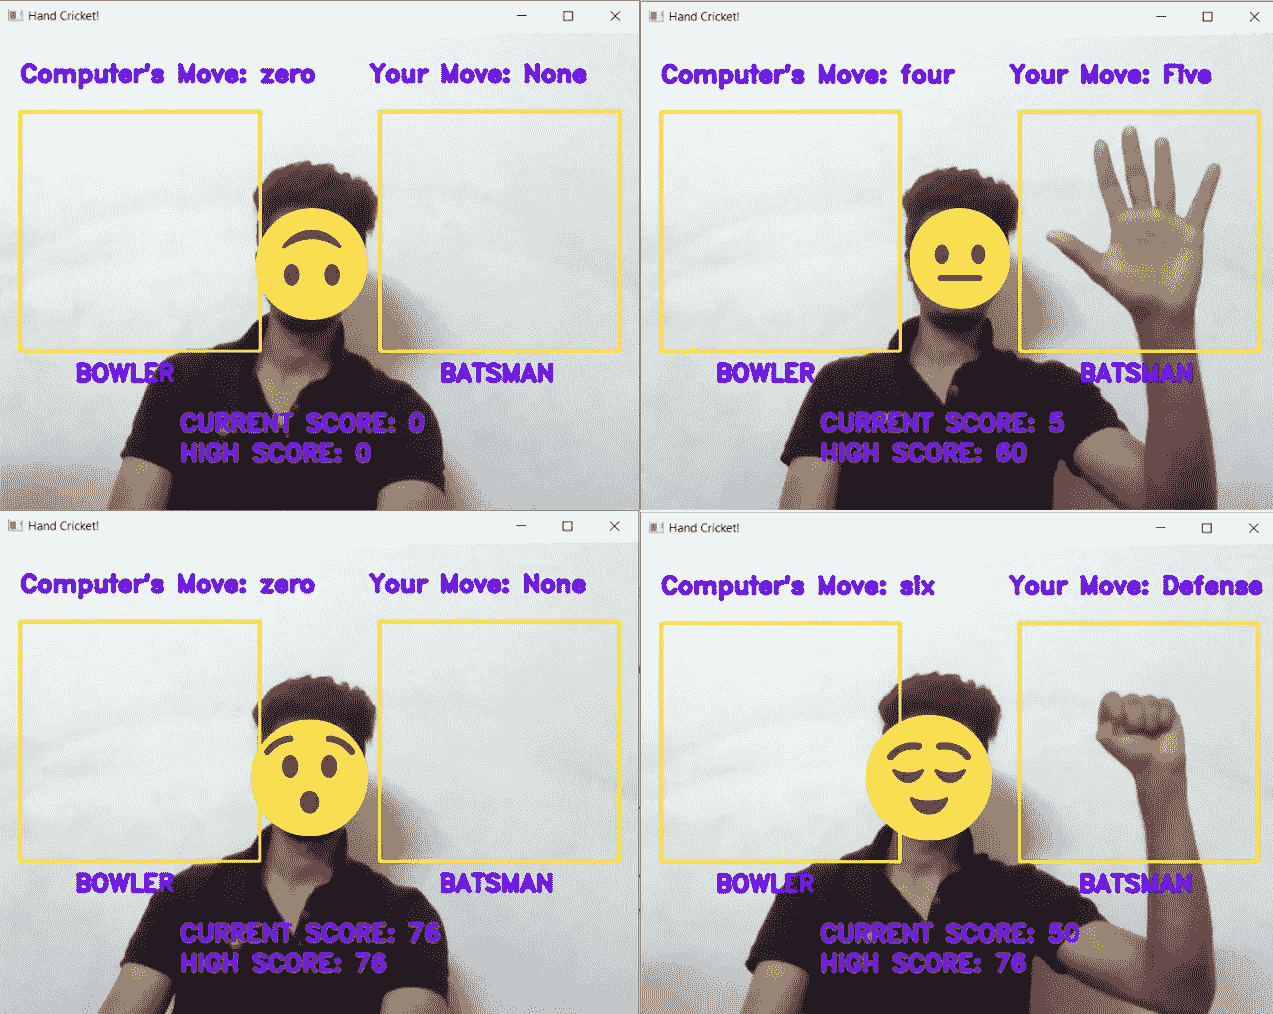 Hand Cricket!
Computer's Move: zero Your Move: None
BOWLER BATSMAN
CURRENT SCORE: 0
HIGH SCORE: 0
Hand Cricket!
Computer's Move: four Your Move: Five
BOWLER BATSMAN
CURRENT SCORE: 5
HIGH SCORE: 60
Hand Cricket!
Computer's Move: zero Your Move: None
BOWLER BATSMAN
CURRENT SCORE: 76
HIGH SCORE: 76
Hand Cricket!
Computer's Move: six Your Move: Defense
BOWLER BATSMAN
CURRENT SCORE: 50
HIGH SCORE: 76